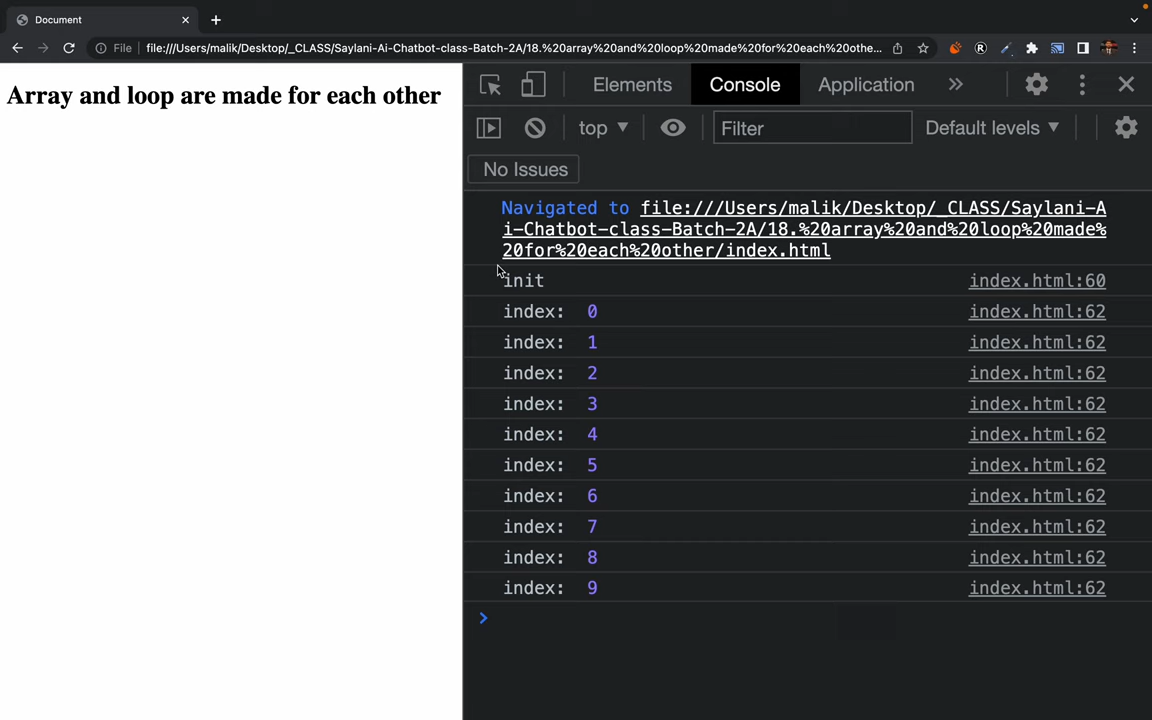 Document
File
file:///Users/malik/Desktop/_CLASS/Saylani-Ai-Chatbot-class-Batch-2A/18.%20array%20and%20loop%20made%20for%20each%20othe...
Array and loop are made for each other
Elements
Console
Application
top
Filter
Default levels
No Issues
Navigated to file:///Users/malik/Desktop/_CLASS/Saylani-A
i-Chatbot-class-Batch-2A/18.%20array%20and%20loop%20made%
20for%20each%20other/index.html
init index.html:60
index: 0 index.html:62
index: 1 index.html:62
index: 2 index.html:62
index: 3 index.html:62
index: 4 index.html:62
index: 5 index.html:62
index: 6 index.html:62
index: 7 index.html:62
index: 8 index.html:62
index: 9 index.html:62